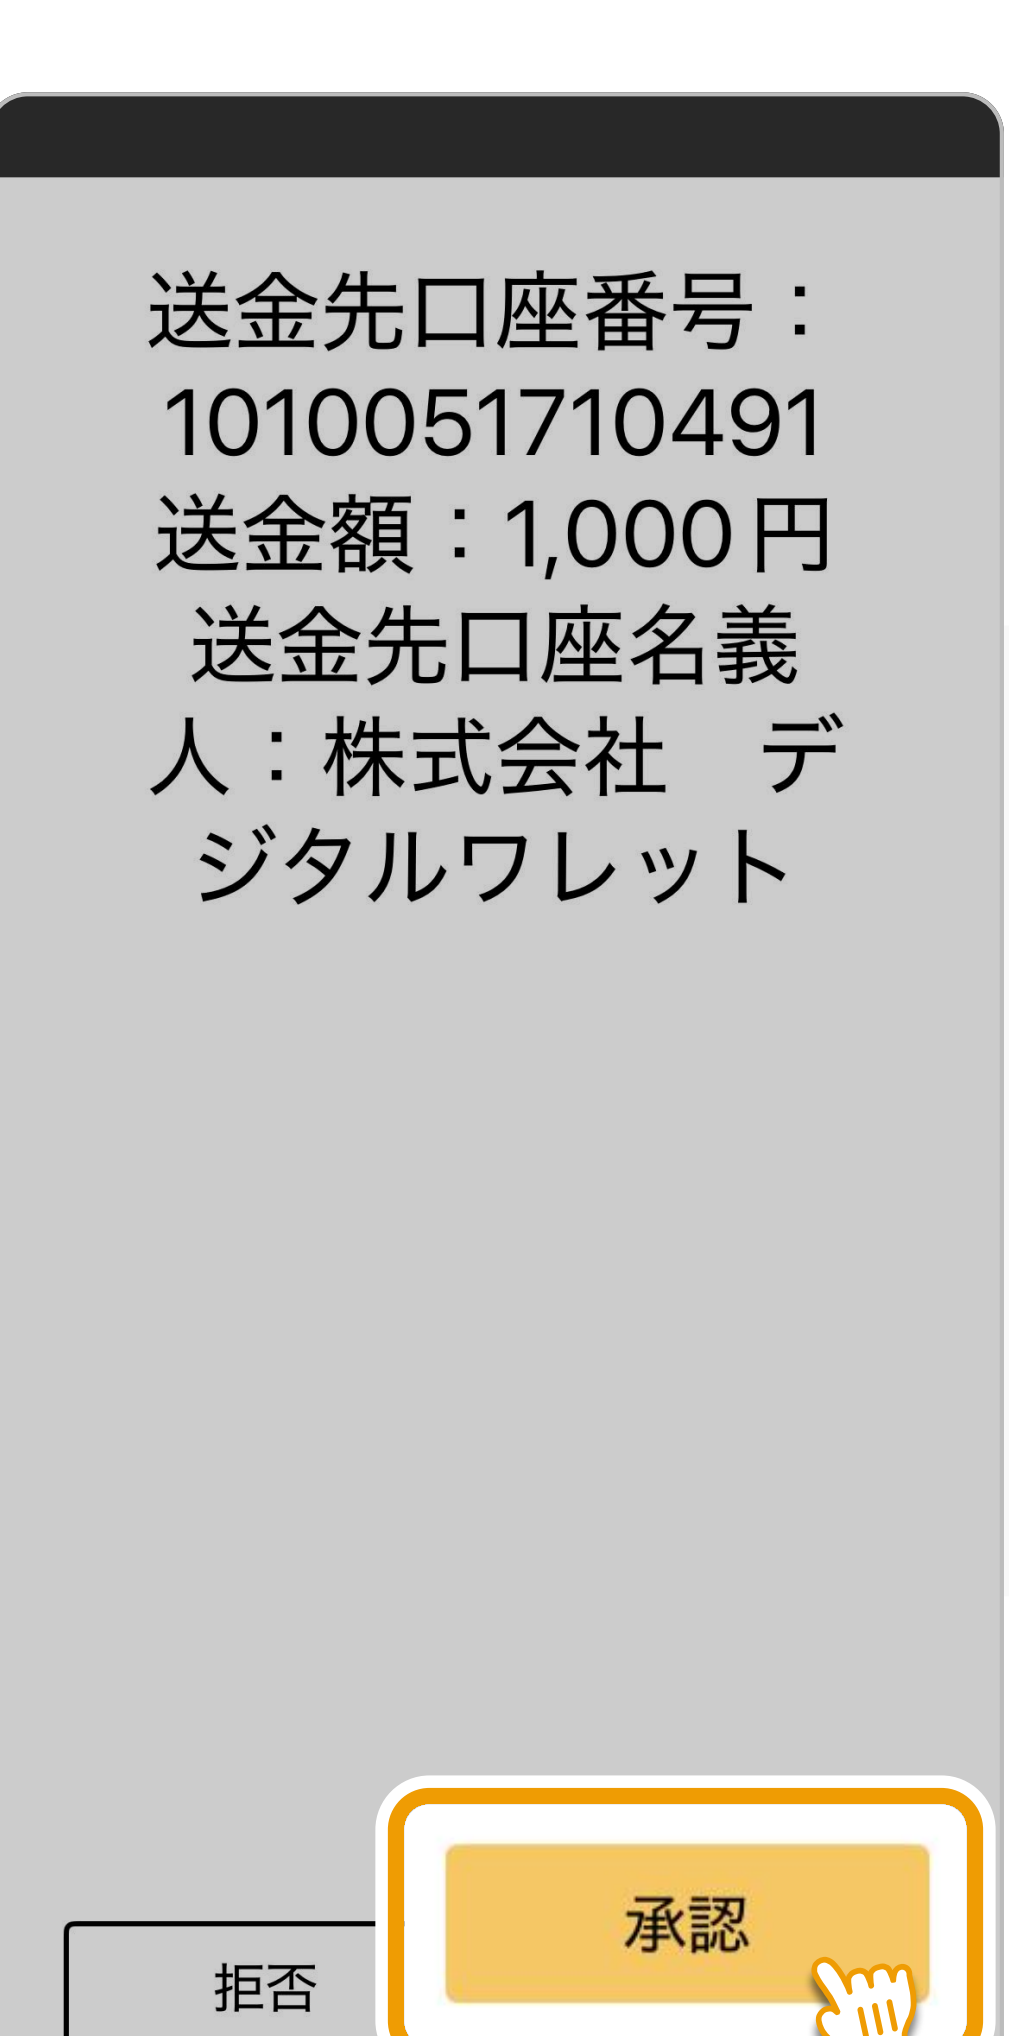 送金先口座番号：
1010051710491
送金額：1,000円
送金先口座名義
人：株式会社　デ
ジタルワレット
承認
拒否